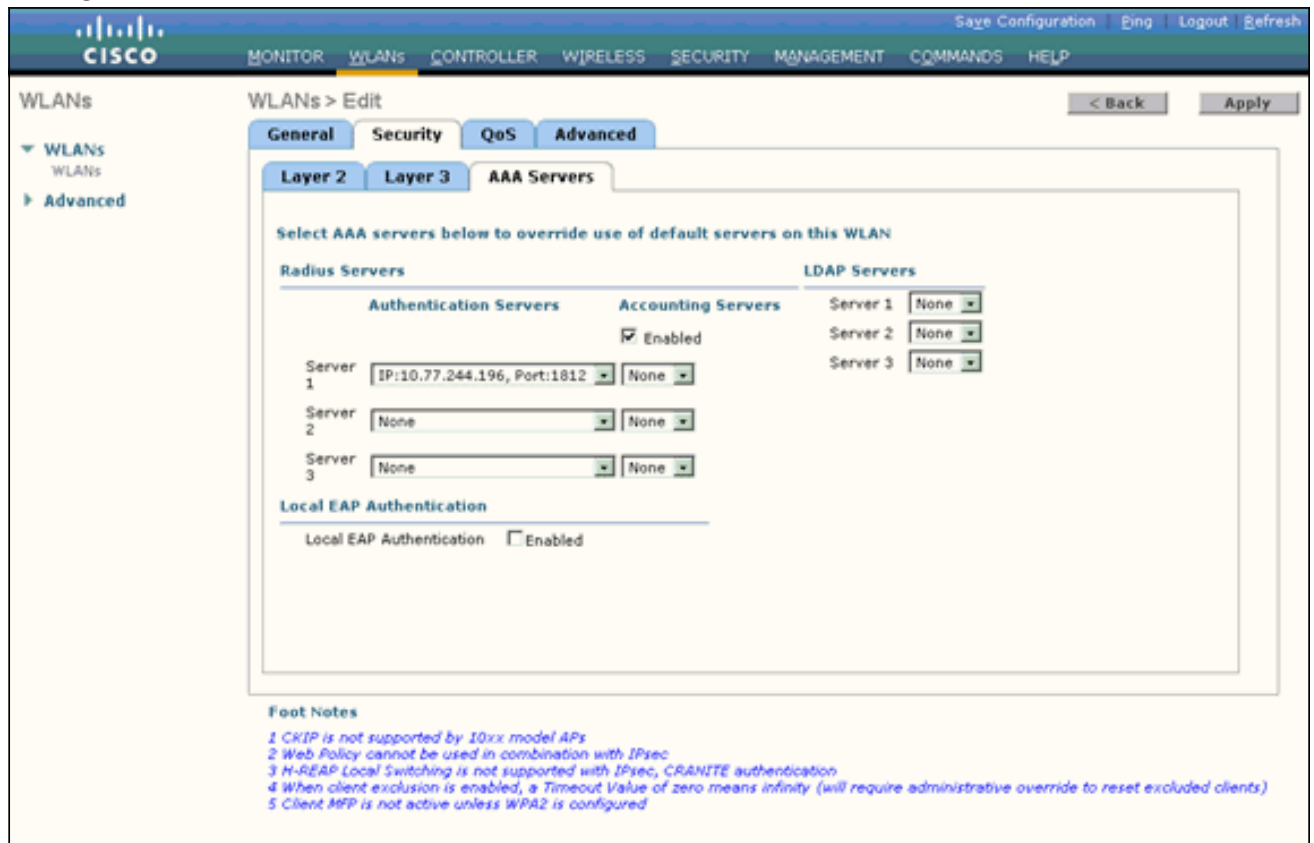 Save Configuration | Ping | Logout | Refresh
CISCO
MONITOR WLANs CONTROLLER WIRELESS SECURITY MANAGEMENT COMMANDS HELP
WLANs
WLANs > Edit
< Back Apply
General Security QoS Advanced
WLANs
WLANs
Advanced
Layer 2 Layer 3 AAA Servers
Select AAA servers below to override use of default servers on this WLAN
Radius Servers
LDAP Servers
Authentication Servers Accounting Servers
Server 1 None
Enabled
Server 2 None
Server 3 None
Server 1 IP:10.77.244.196, Port:1812 None
Server 2 None None
Server 3 None None
Local EAP Authentication
Local EAP Authentication Enabled
Foot Notes
1 CKIP is not supported by 10xx model APs
2 Web Policy cannot be used in combination with IPsec
3 H-REAP Local Switching is not supported with IPsec, CRANITE authentication
4 When client exclusion is enabled, a Timeout Value of zero means infinity (will require administrative override to reset excluded clients)
5 Client MFP is not active unless WPA2 is configured